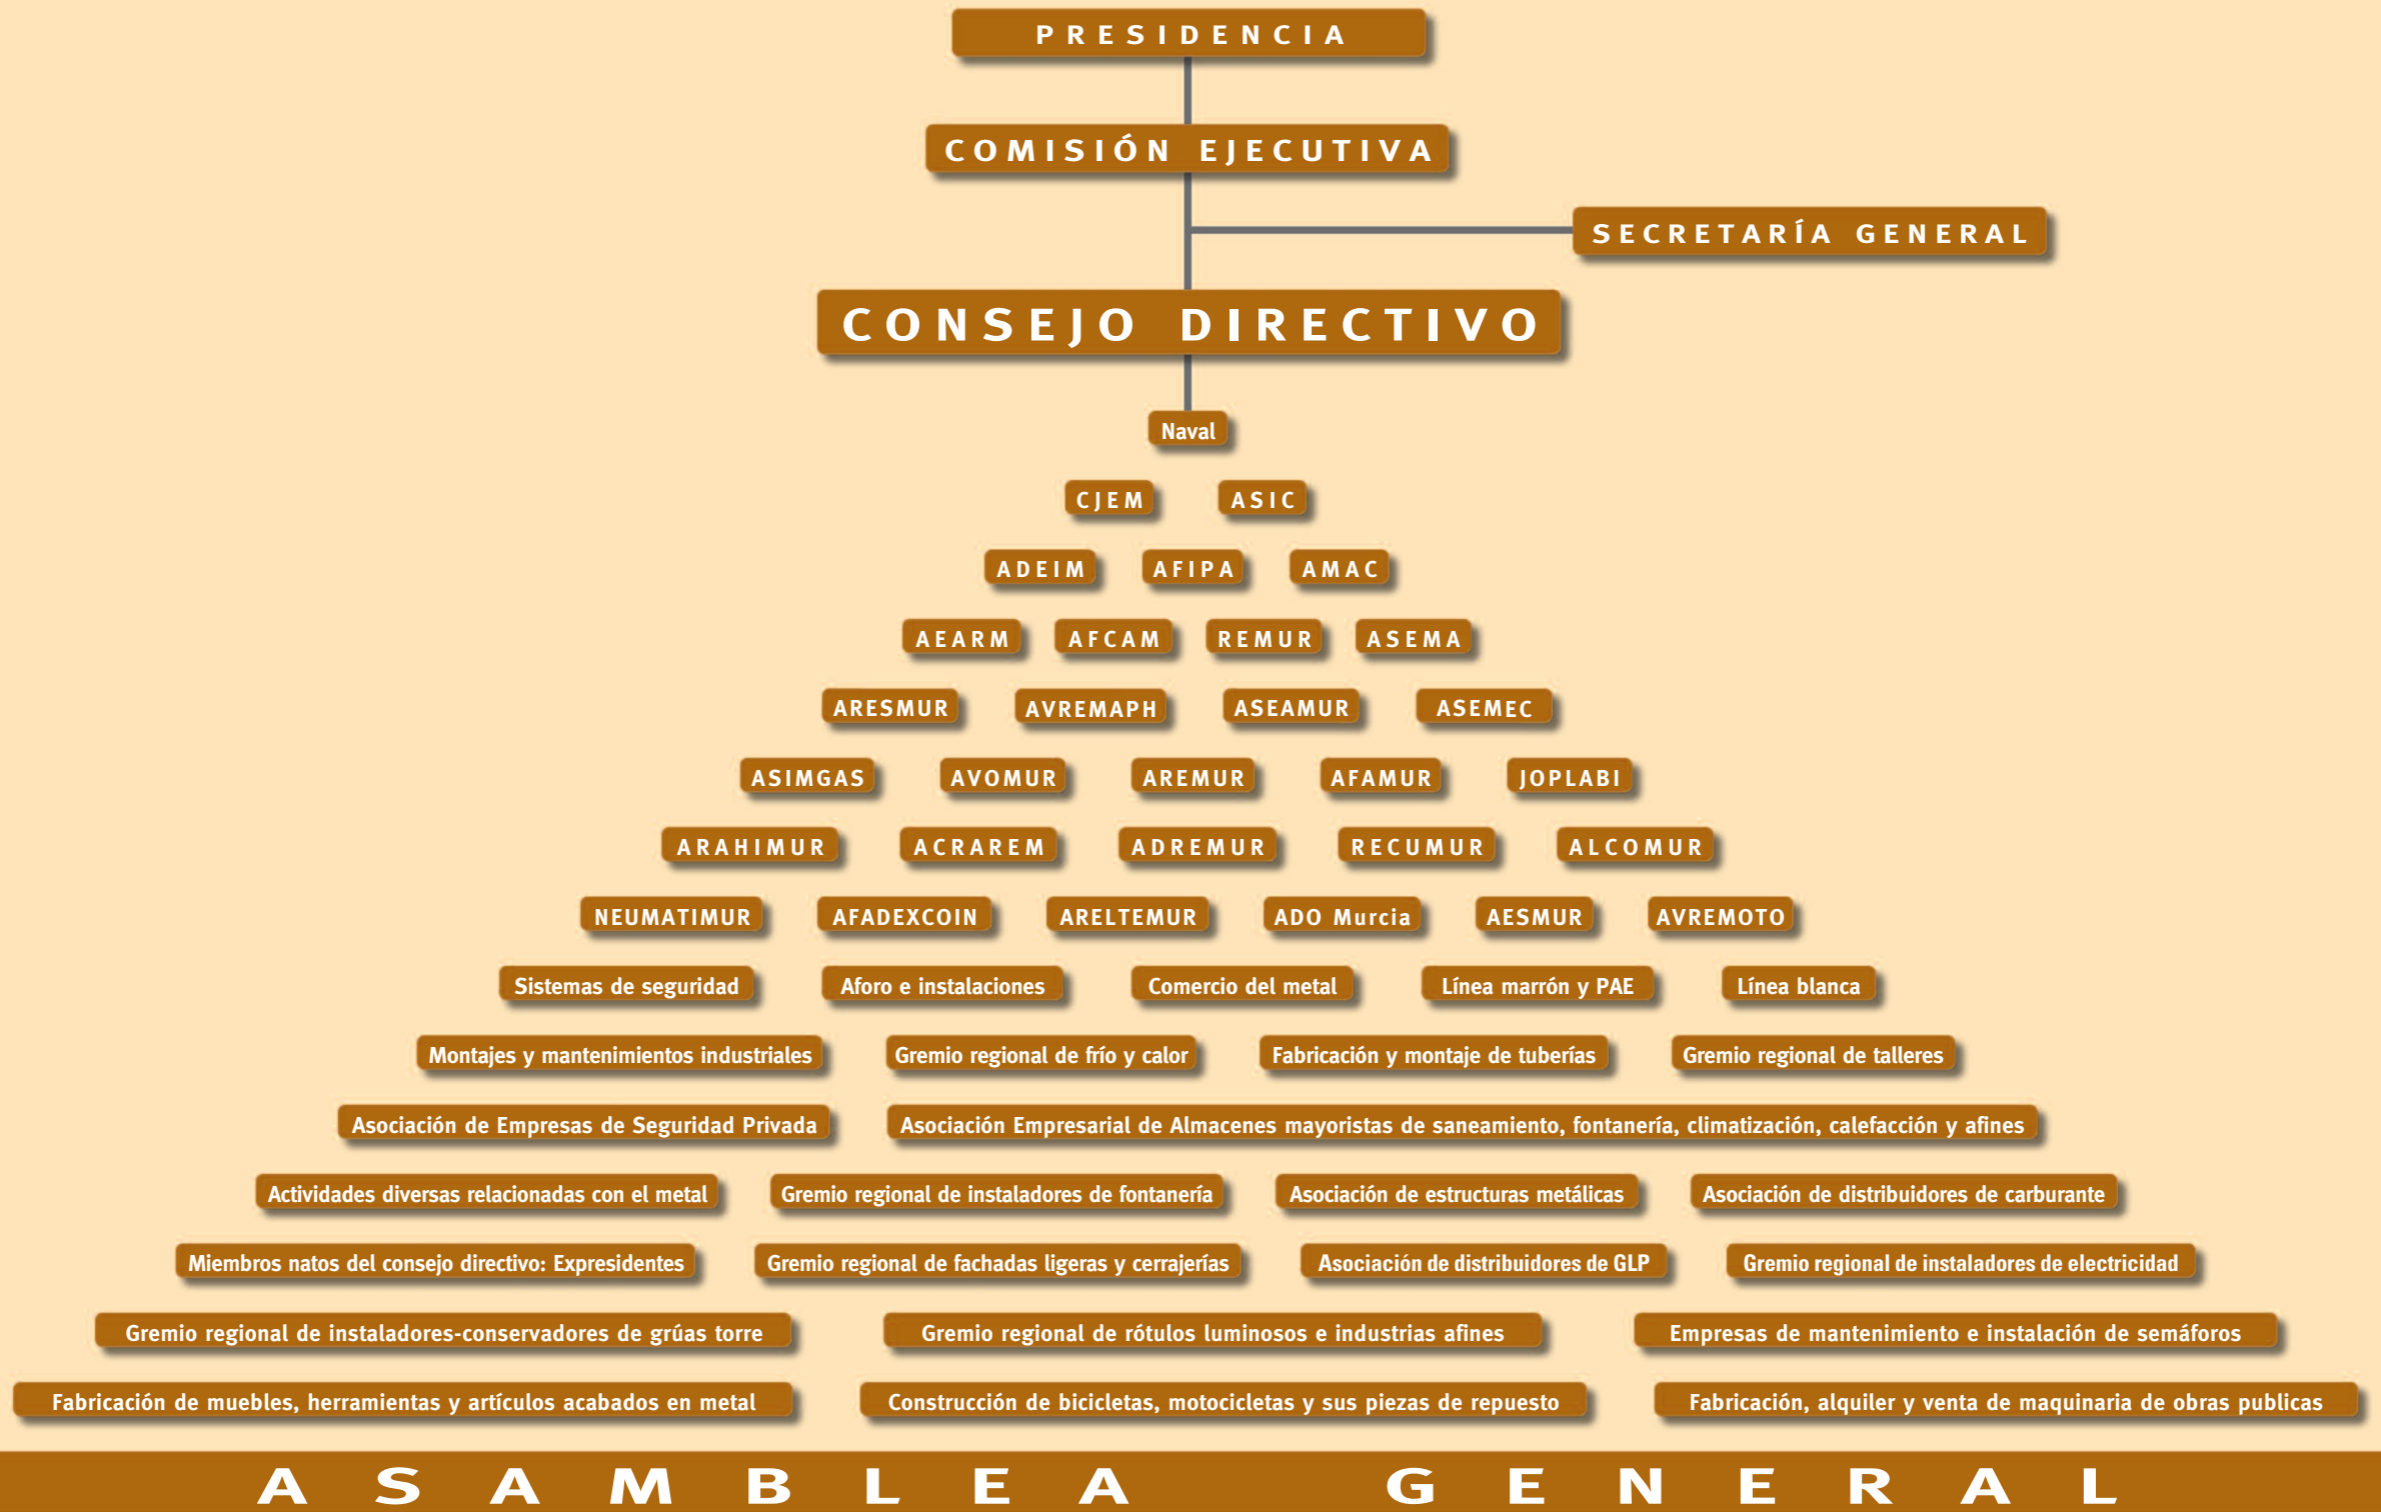 PRESIDENCIA
COMISIÓN EJECUTIVA
SECRETARÍA GENERAL
CONSEJO DIRECTIVO
Naval
CJEM ASIC
ADEIM AFIPA AMAC
AEARM AFCAM REMUR ASEMA
ARESMUR AVREMAPH ASEAMUR ASEMEC
ASIMGAS AVOMUR AREMUR AFAMUR JOPLABI
ARAHIMUR ACRAREM ADREMUR RECUMUR ALCOMUR
NEUMATIMUR AFADEXCOIN ARELTEMUR ADO Murcia AESMUR AVREMOTO
Sistemas de seguridad Aforo e instalaciones Comercio del metal Línea marrón y PAE Línea blanca
Montajes y mantenimientos industriales Gremio regional de frío y calor Fabricación y montaje de tuberías Gremio regional de talleres
Asociación de Empresas de Seguridad Privada Asociación Empresarial de Almacenes mayoristas de saneamiento, fontanería, climatización, calefacción y afines
Actividades diversas relacionadas con el metal Gremio regional de instaladores de fontanería Asociación de estructuras metálicas Asociación de distribuidores de carburante
Miembros natos del consejo directivo: Expresidentes Gremio regional de fachadas ligeras y cerrajerías Asociación de distribuidores de GLP Gremio regional de instaladores de electricidad
Gremio regional de instaladores-conservadores de grúas torre Gremio regional de rótulos luminosos e industrias afines Empresas de mantenimiento e instalación de semáforos
Fabricación de muebles, herramientas y artículos acabados en metal Construcción de bicicletas, motocicletas y sus piezas de repuesto Fabricación, alquiler y venta de maquinaria de obras publicas
ASAMBLEA GENERAL